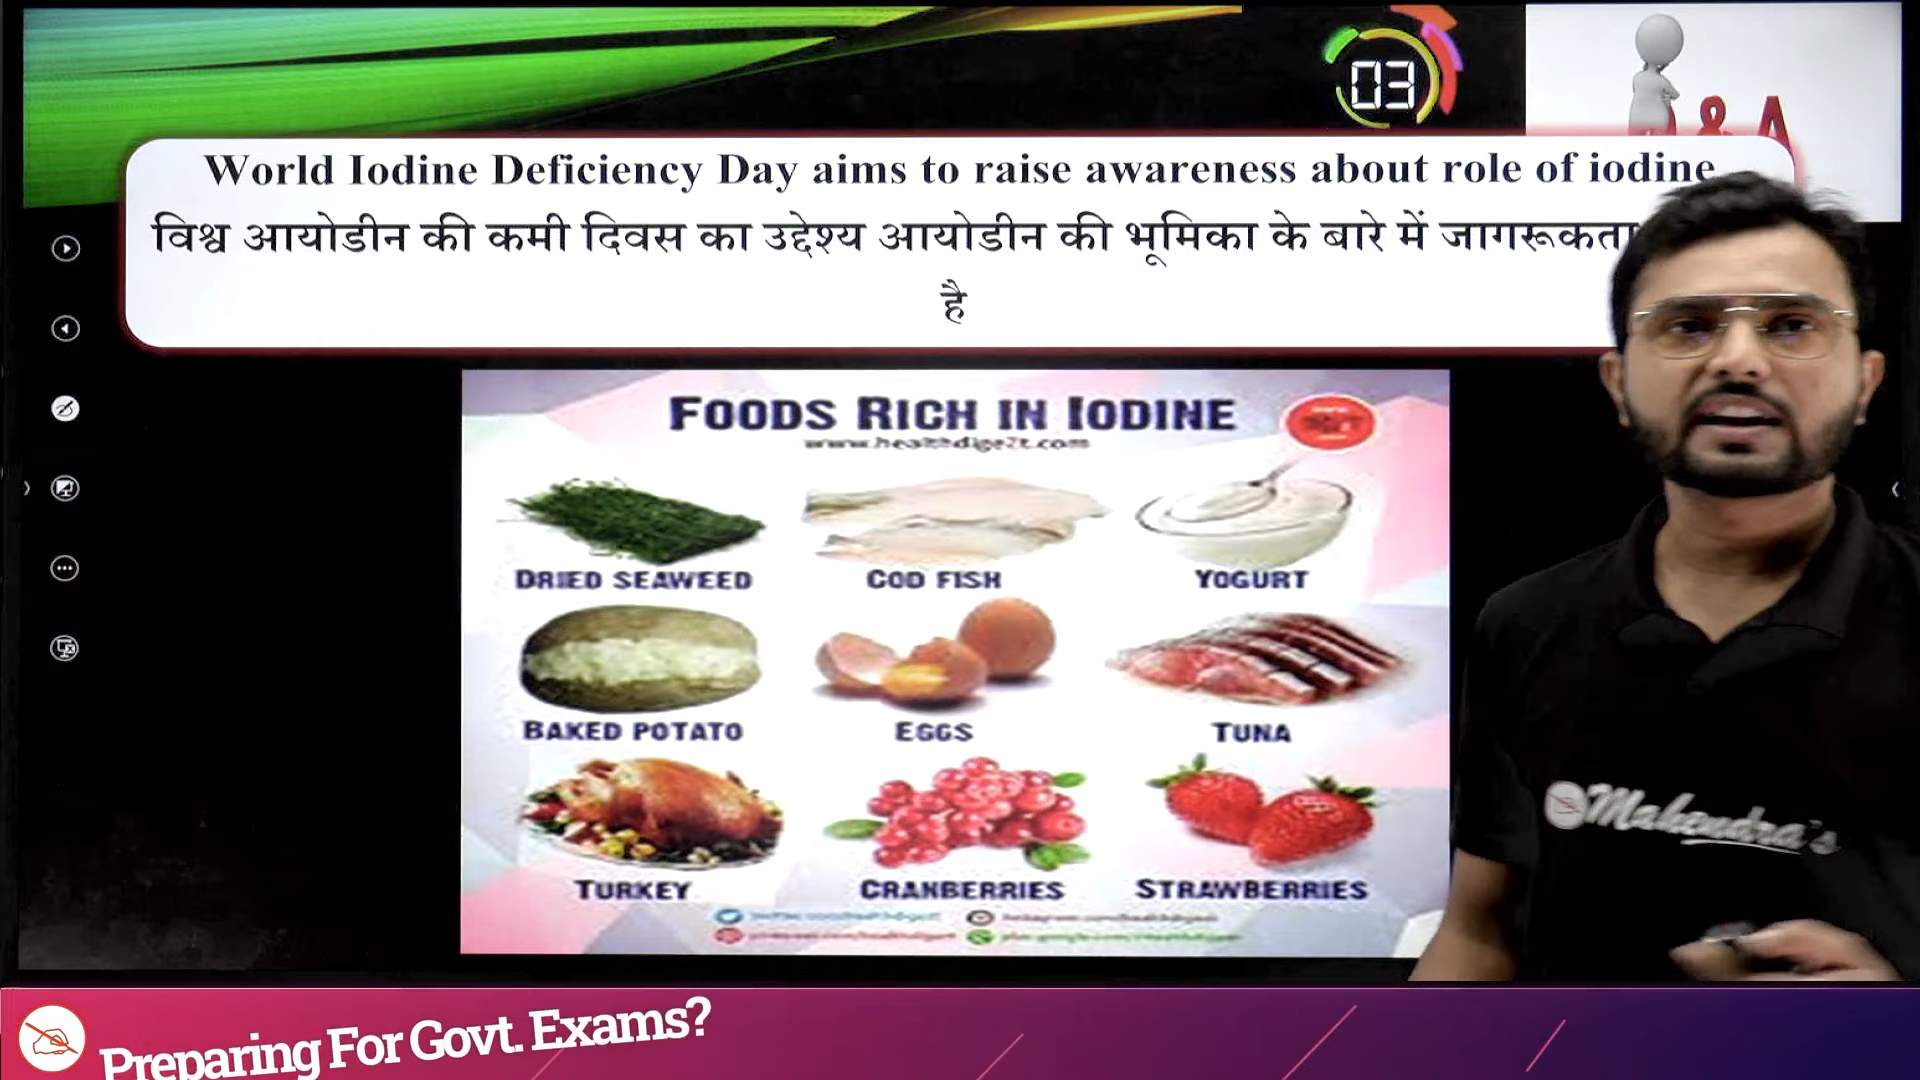 03
& A
World Iodine Deficiency Day aims to raise awareness about role of iodine
विश्व आयोडीन की कमी दिवस का उद्देश्य आयोडीन की भूमिका के बारे में जागरूकता
है
FOODS RICH IN IODINE
DRIED SEAWEED COD FISH YOGURT
BAKED POTATO EGGS TUNA
TURKEY CRANBERRIES STRAWBERRIES
Mahendra's
Preparing For Govt. Exams?